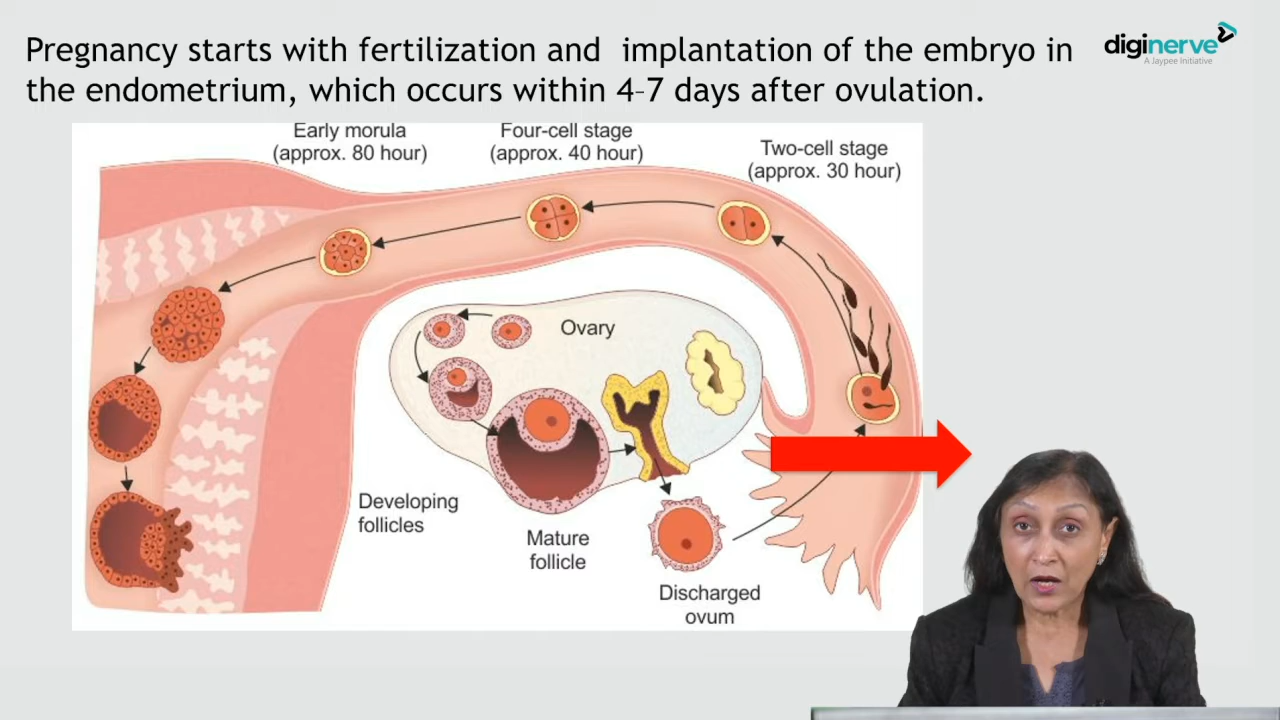 Pregnancy starts with fertilization and implantation of the embryo in
the endometrium, which occurs within 4–7 days after ovulation.
diginerve
A Jaypee Initiative
Early morula
(approx. 80 hour)
Four-cell stage
(approx. 40 hour)
Two-cell stage
(approx. 30 hour)
Ovary
Developing
follicles
Mature
follicle
Discharged
ovum